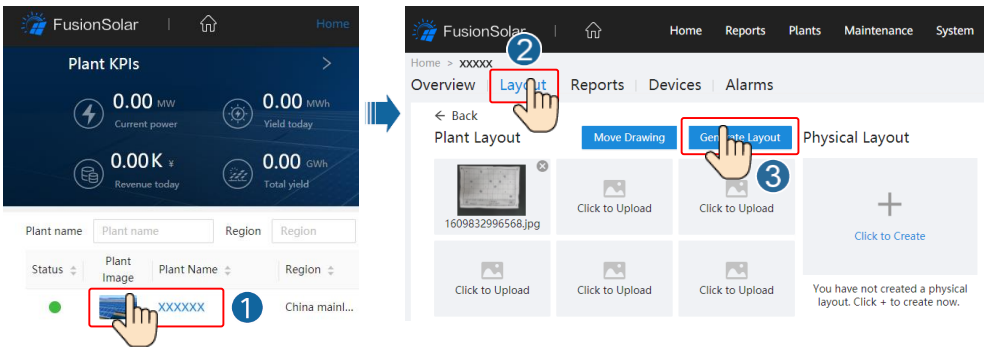 FusionSolar
Home
Plant KPIs
>
0.00 MW
Current power
0.00 MWh
Yield today
0.00K ¥
Revenue today
0.00 GWh
Total yield
Plant name
Plant name
Region
Region
Status
Plant Image
Plant Name
Region
XXXXXX
1
China mainl...
FusionSolar
Home
Reports
Plants
Maintenance
System
Home > XXXXX
2
Overview
Layout
Reports
Devices
Alarms
← Back
Plant Layout
Move Drawing
Generate Layout
3
Physical Layout
1609832996568.jpg
Click to Upload
Click to Upload
Click to Upload
Click to Upload
Click to Upload
+
Click to Create
You have not created a physical
layout. Click + to create now.